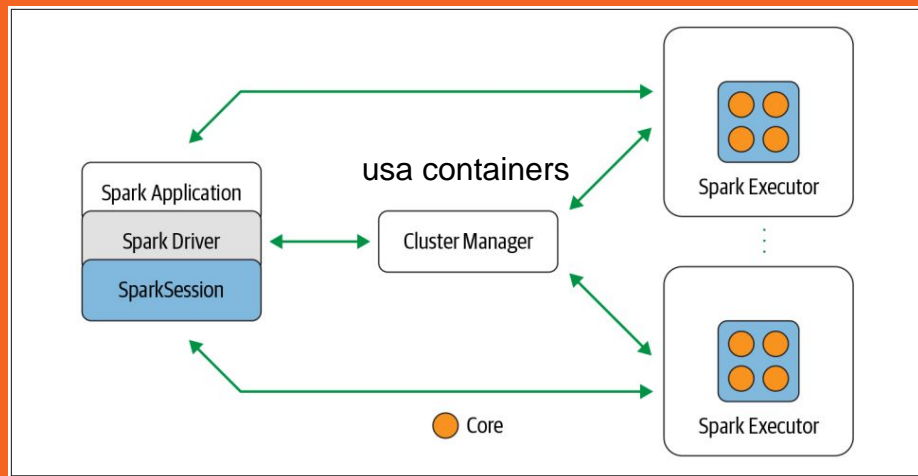 usa containers
Spark Application
Spark Driver
SparkSession
Cluster Manager
Spark Executor
Spark Executor
Core